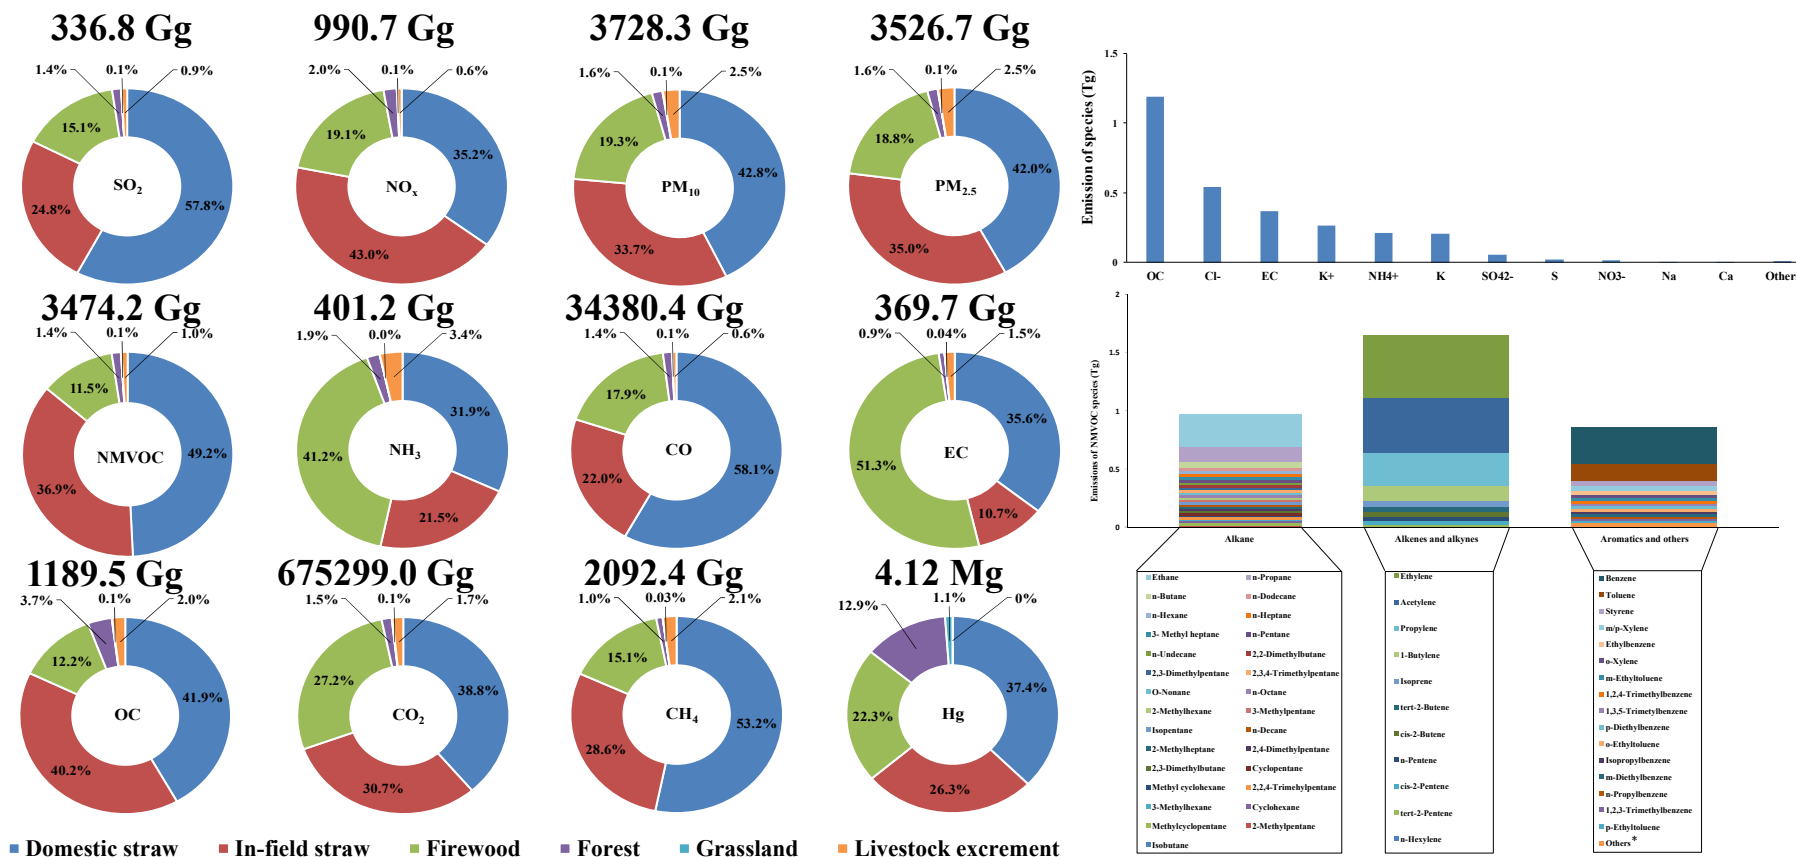 336.8 Gg
990.7 Gg
3728.3 Gg
3526.7 Gg
1.4%
0.1%
0.9%
15.1%
24.8%
57.8%
SO2
2.0%
0.1%
0.6%
19.1%
35.2%
43.0%
NOx
1.6%
0.1%
2.5%
19.3%
42.8%
33.7%
PM10
1.6%
0.1%
2.5%
18.8%
42.0%
35.0%
PM2.5
3474.2 Gg
401.2 Gg
34380.4 Gg
369.7 Gg
1.4%
0.1%
1.0%
11.5%
49.2%
36.9%
NMVOC
1.9%
0.0%
3.4%
31.9%
41.2%
21.5%
NH3
1.4%
0.1%
0.6%
17.9%
22.0%
58.1%
CO
0.9%
0.04%
1.5%
35.6%
51.3%
10.7%
EC
1189.5 Gg
675299.0 Gg
2092.4 Gg
4.12 Mg
3.7%
0.1%
2.0%
12.2%
41.9%
40.2%
OC
1.5%
0.1%
1.7%
27.2%
38.8%
30.7%
CO2
1.0%
0.03%
2.1%
15.1%
53.2%
28.6%
CH4
12.9%
1.1%
0%
37.4%
22.3%
26.3%
Hg
Domestic straw
In-field straw
Firewood
Forest
Grassland
Livestock excrement
Emission of species (Tg)
1.5
1
0.5
0
OC
Cl-
EC
K+
NH4+
K
SO42-
S
NO3-
Na
Ca
Others
Emissions of NMVOC species (Tg)
2
1.5
1
0.5
0
Alkane
Alkenes and alkynes
Aromatics and others
Ethane
n-Propane
n-Butane
n-Dodecane
n-Hexane
n-Heptane
3- Methyl heptane
n-Pentane
n-Undecane
2,2-Dimethylbutane
2,3-Dimethylpentane
2,3,4-Trimethylpentane
O-Nonane
n-Octane
2-Methylhexane
3-Methylpentane
Isopentane
n-Decane
2-Methylheptane
2,4-Dimethylpentane
2,3-Dimethylbutane
Cyclopentane
Methyl cyclohexane
2,2,4-Trimehylpentane
3-Methylhexane
Cyclohexane
Methylcyclopentane
2-Methylpentane
Isobutane
Ethylene
Acetylene
Propylene
1-Butylene
Isoprene
tert-2-Butene
cis-2-Butene
n-Pentene
cis-2-Pentene
tert-2-Pentene
n-Hexylene
Benzene
Toluene
Styrene
m/p-Xylene
Ethylbenzene
o-Xylene
m-Ethyltoluene
1,2,4-Trimethylbenzene
1,3,5-Trimetylbenzene
p-Diethylbenzene
o-Ethyltoluene
Isopropylbenzene
m-Diethylbenzene
n-Propylbenzene
1,2,3-Trimethylbenzene
p-Ethyltoluene
Others *